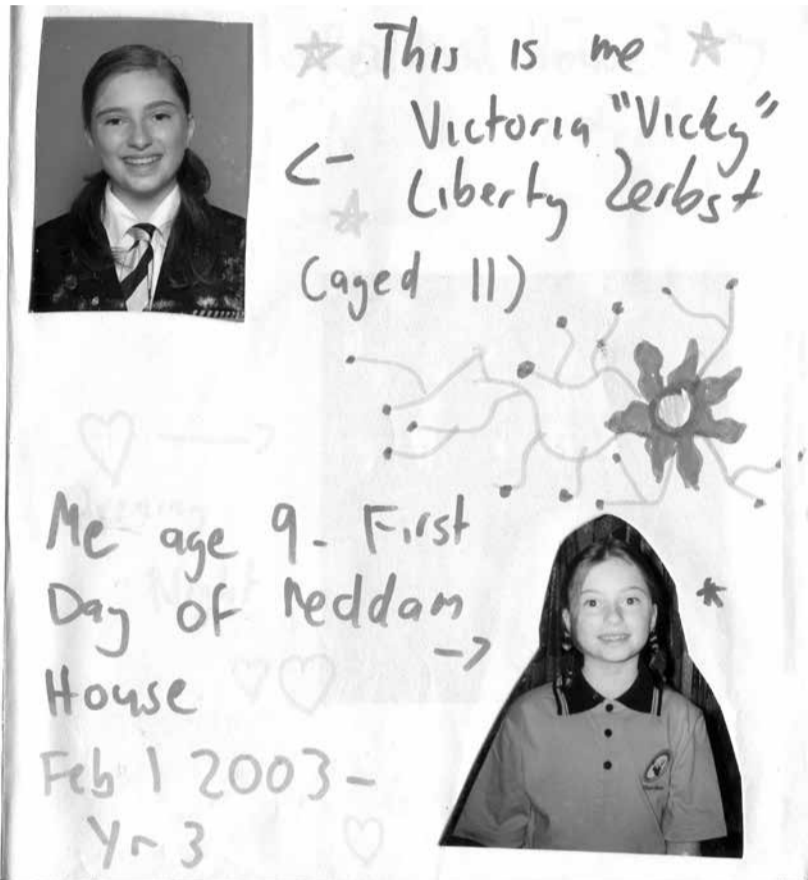 This is me
Victoria "Vicky"
<-
Liberty Zerbst
(aged 11)
Me age 9- First
Day of Reddam
->
House
Feb 1 2003-
Yr 3